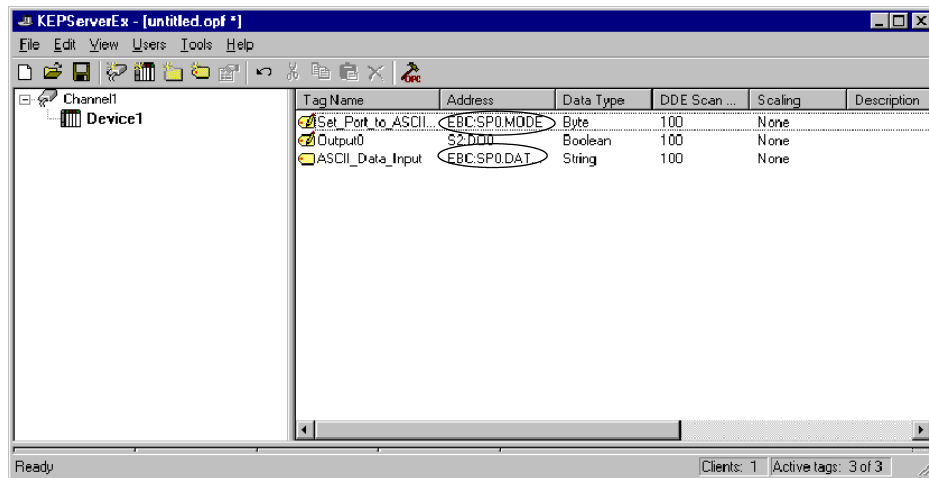 KEPServerEx - [untitled.opf *]
File Edit View Users Tools Help
OPC
Channel1
Device1
Tag Name Address Data Type DDE Scan ... Scaling Description
Set_Port_to_ASCII... EBC:SP0.MODE Byte 100 None
Output0 S2:DO0 Boolean 100 None
ASCII_Data_Input EBC:SP0.DAT... String 100 None
Ready Clients: 1 Active tags: 3 of 3